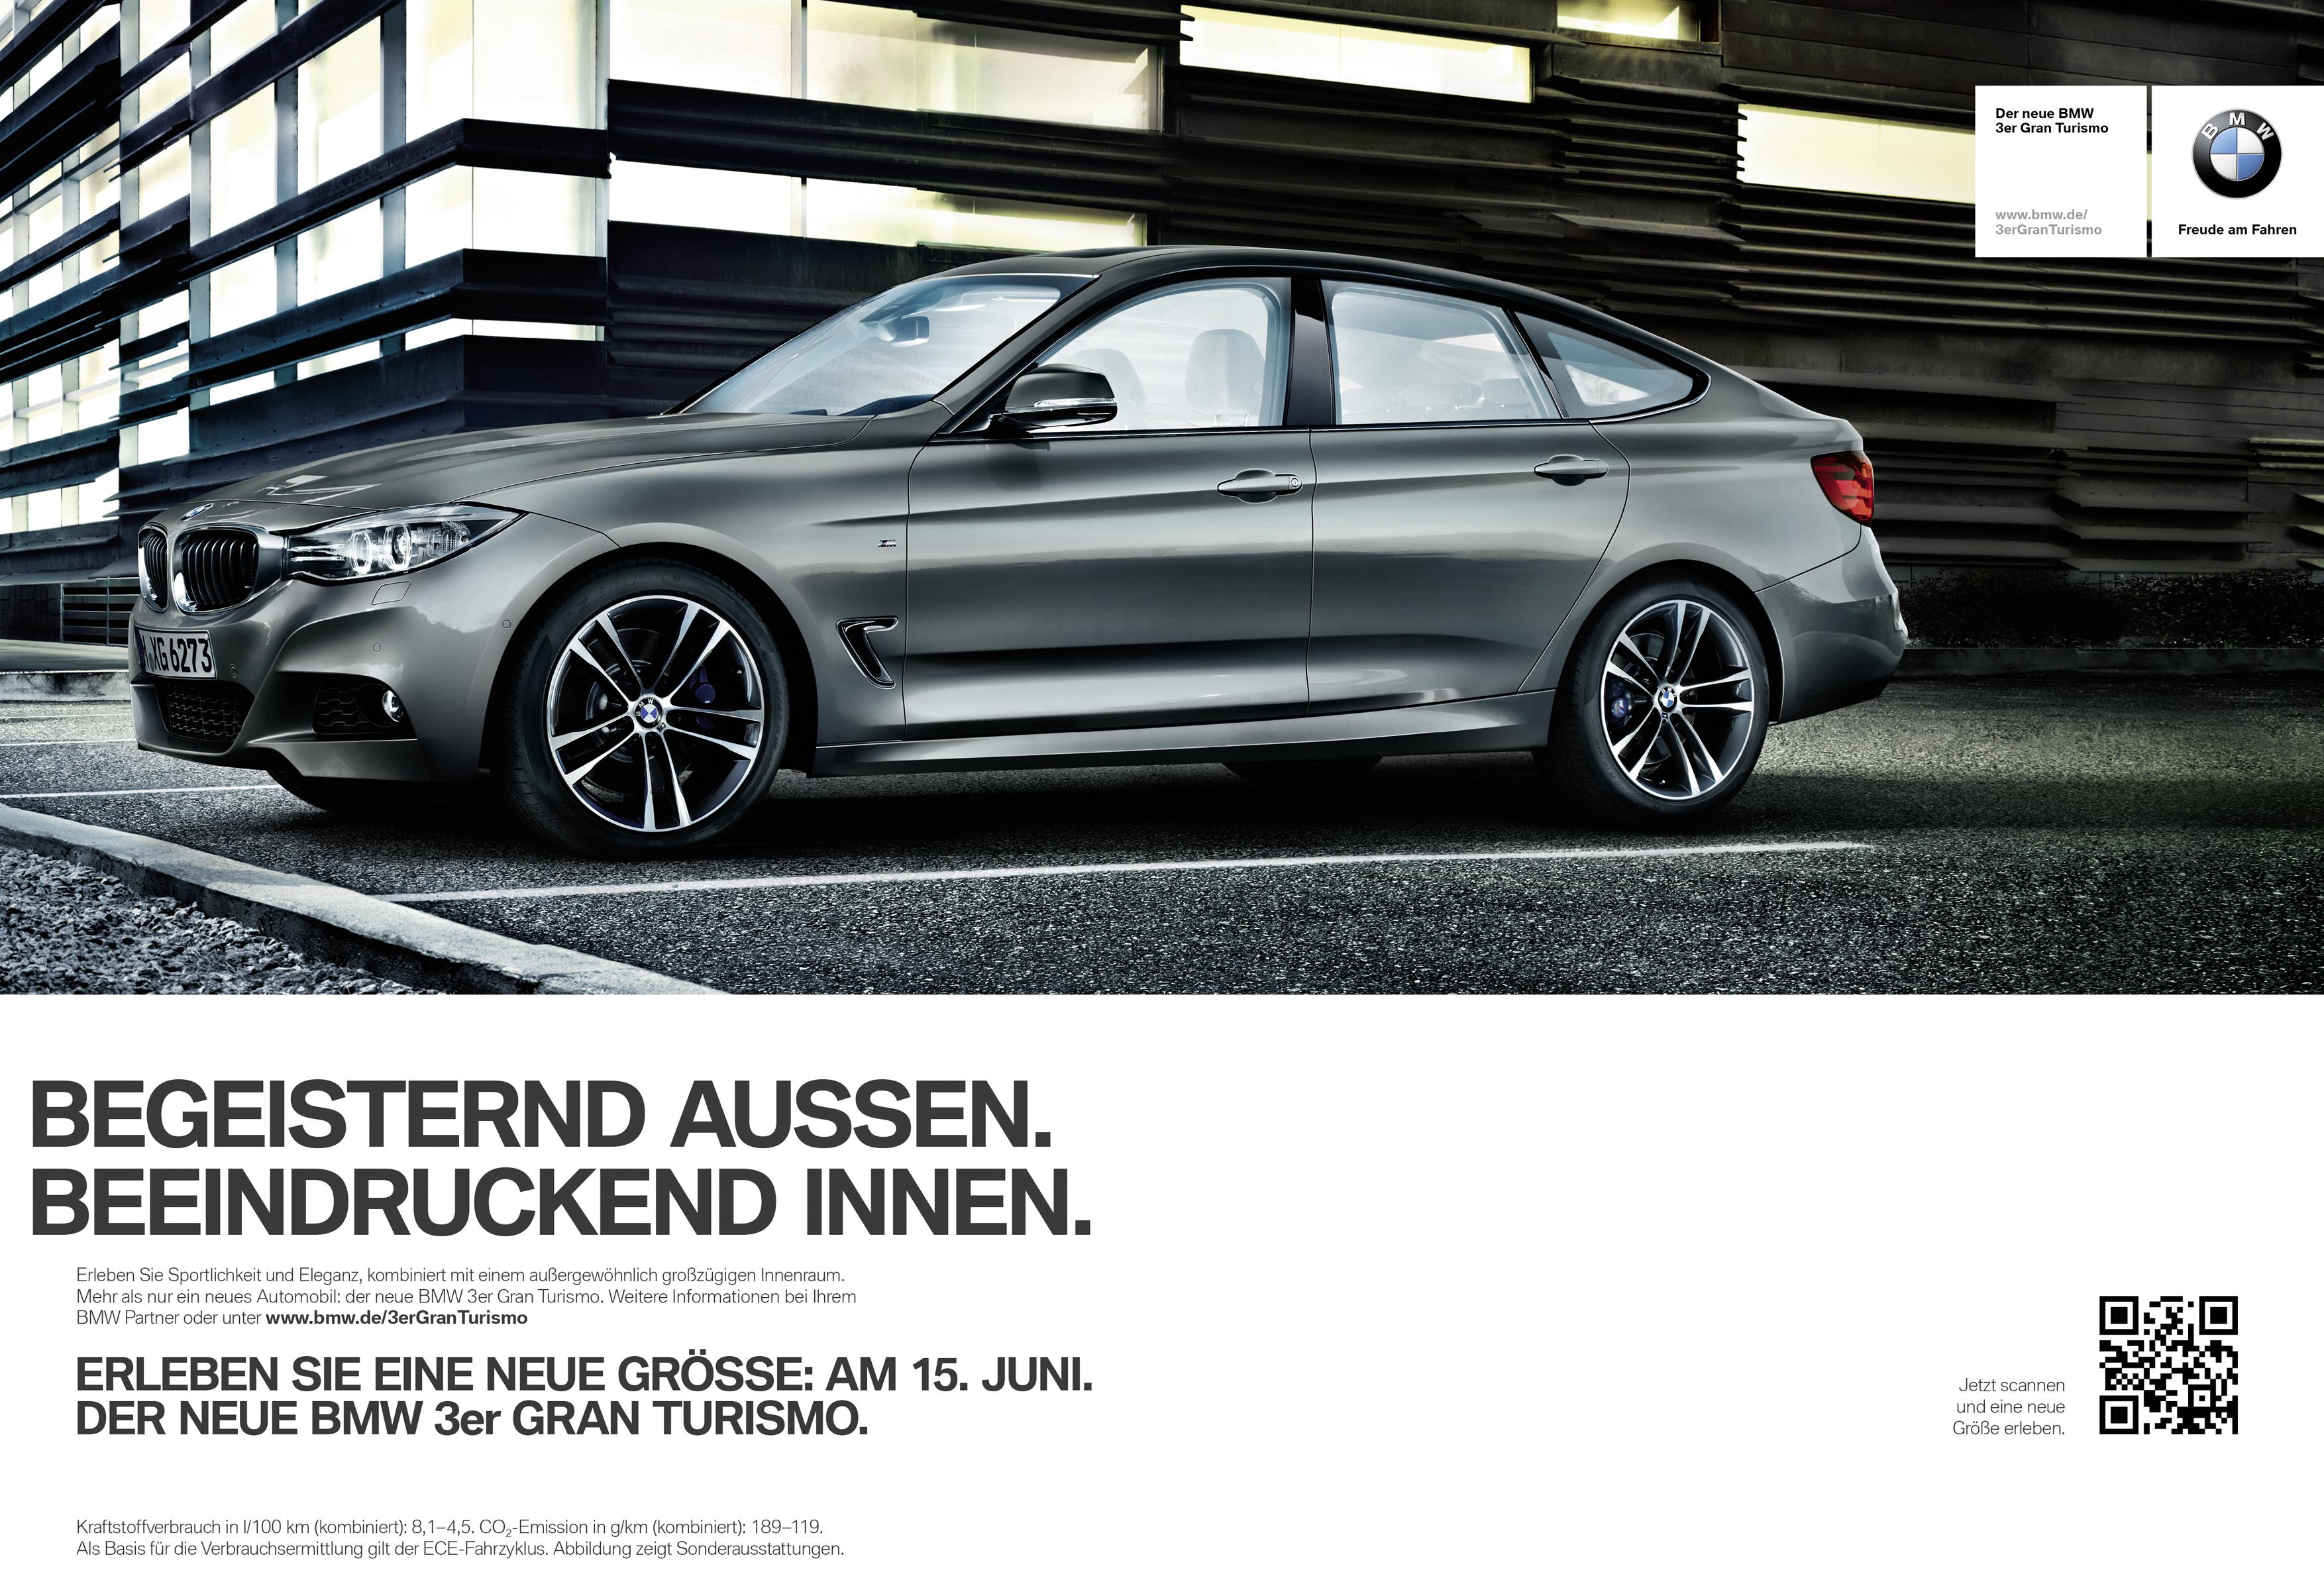 Der neue BMW
3er Gran Turismo
www.bmw.de/
3erGranTurismo
BMW
Freude am Fahren
XG 6273
BEGEISTERND AUSSEN.
BEEINDRUCKEND INNEN.
Erleben Sie Sportlichkeit und Eleganz, kombiniert mit einem außergewöhnlich großzügigen Innenraum.
Mehr als nur ein neues Automobil: der neue BMW 3er Gran Turismo. Weitere Informationen bei Ihrem
BMW Partner oder unter www.bmw.de/3erGranTurismo
ERLEBEN SIE EINE NEUE GRÖSSE: AM 15. JUNI.
DER NEUE BMW 3er GRAN TURISMO.
Jetzt scannen
und eine neue
Größe erleben.
Kraftstoffverbrauch in l/100 km (kombiniert): 8,1–4,5. CO₂-Emission in g/km (kombiniert): 189–119.
Als Basis für die Verbrauchsermittlung gilt der ECE-Fahrzyklus. Abbildung zeigt Sonderausstattungen.